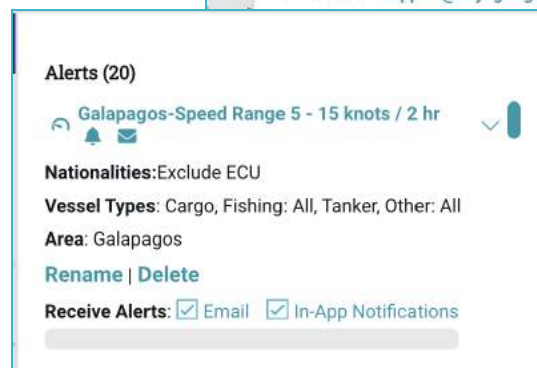 Alerts (20)
Galapagos-Speed Range 5 - 15 knots / 2 hr
Nationalities:Exclude ECU
Vessel Types: Cargo, Fishing: All, Tanker, Other: All
Area: Galapagos
Rename | Delete
Receive Alerts: Email In-App Notifications